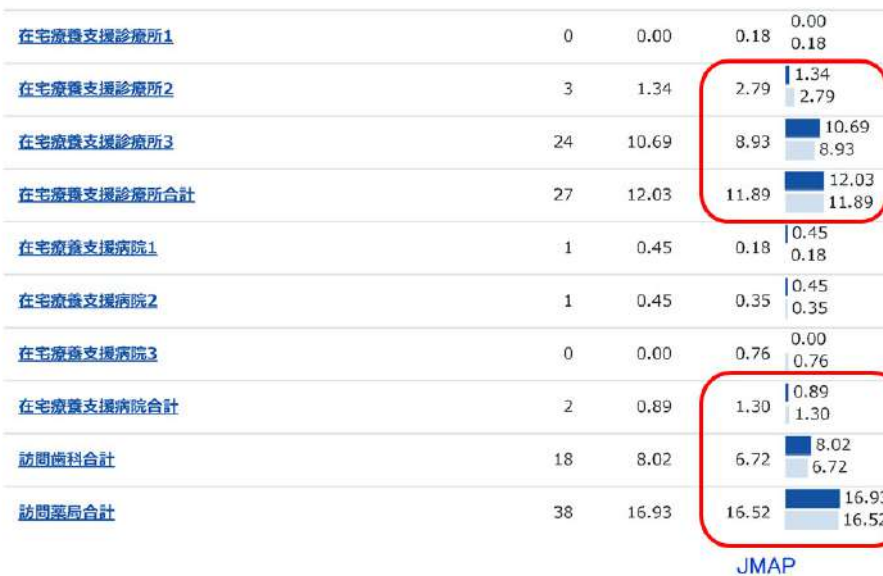 在宅療養支援診療所1 0 0.00 0.18 0.00
0.18
在宅療養支援診療所2 3 1.34 2.79 1.34
2.79
在宅療養支援診療所3 24 10.69 8.93 10.69
8.93
在宅療養支援診療所合計 27 12.03 11.89 12.03
11.89
在宅療養支援病院1 1 0.45 0.18 0.45
0.18
在宅療養支援病院2 1 0.45 0.35 0.45
0.35
在宅療養支援病院3 0 0.00 0.76 0.00
0.76
在宅療養支援病院合計 2 0.89 1.30 0.89
1.30
訪問歯科合計 18 8.02 6.72 8.02
6.72
訪問薬局合計 38 16.93 16.52 16.93
16.52
JMAP